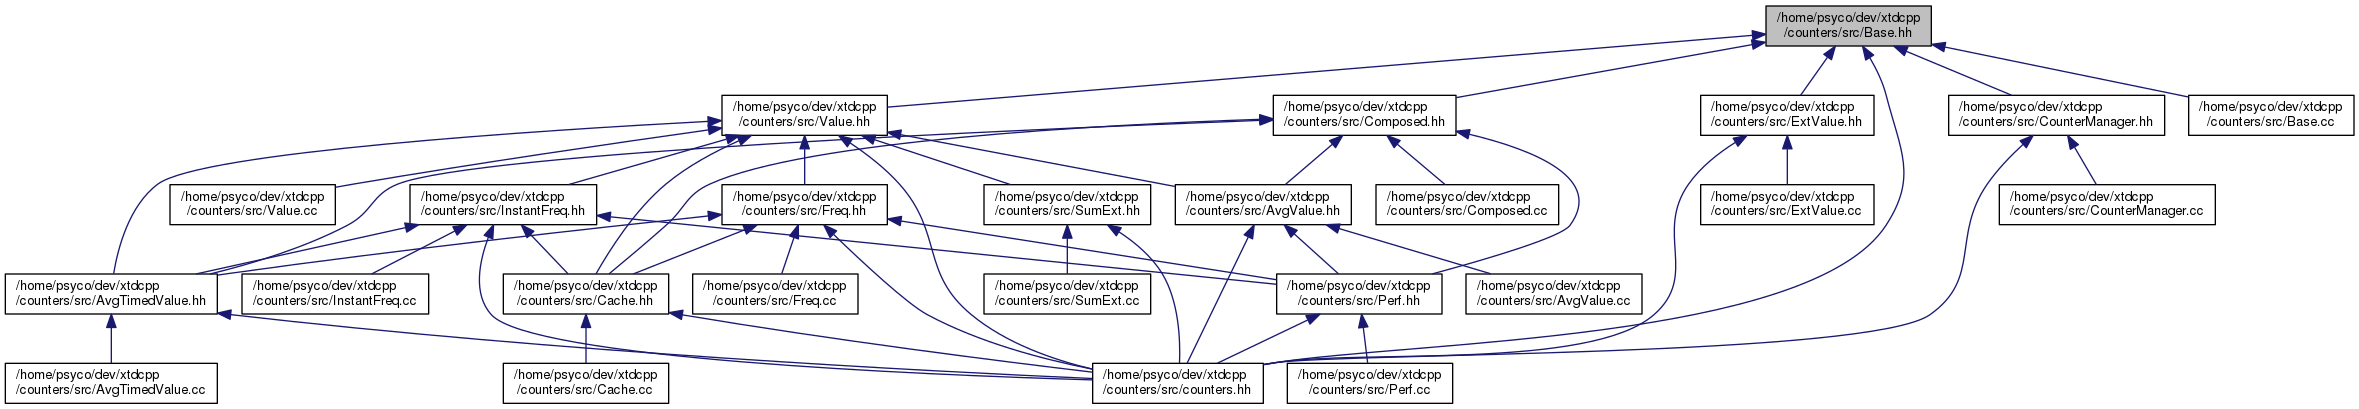 /home/psyco/dev/xtdcpp
/counters/src/Base.hh
/home/psyco/dev/xtdcpp
/counters/src/Value.hh
/home/psyco/dev/xtdcpp
/counters/src/Composed.hh
/home/psyco/dev/xtdcpp
/counters/src/ExtValue.hh
/home/psyco/dev/xtdcpp
/counters/src/CounterManager.hh
/home/psyco/dev/xtdcpp
/counters/src/Base.cc
/home/psyco/dev/xtdcpp
/counters/src/Value.cc
/home/psyco/dev/xtdcpp
/counters/src/InstantFreq.hh
/home/psyco/dev/xtdcpp
/counters/src/Freq.hh
/home/psyco/dev/xtdcpp
/counters/src/SumExt.hh
/home/psyco/dev/xtdcpp
/counters/src/AvgValue.hh
/home/psyco/dev/xtdcpp
/counters/src/Composed.cc
/home/psyco/dev/xtdcpp
/counters/src/ExtValue.cc
/home/psyco/dev/xtdcpp
/counters/src/CounterManager.cc
/home/psyco/dev/xtdcpp
/counters/src/AvgTimedValue.hh
/home/psyco/dev/xtdcpp
/counters/src/InstantFreq.cc
/home/psyco/dev/xtdcpp
/counters/src/Cache.hh
/home/psyco/dev/xtdcpp
/counters/src/Freq.cc
/home/psyco/dev/xtdcpp
/counters/src/SumExt.cc
/home/psyco/dev/xtdcpp
/counters/src/Perf.hh
/home/psyco/dev/xtdcpp
/counters/src/AvgValue.cc
/home/psyco/dev/xtdcpp
/counters/src/AvgTimedValue.cc
/home/psyco/dev/xtdcpp
/counters/src/Cache.cc
/home/psyco/dev/xtdcpp
/counters/src/counters.hh
/home/psyco/dev/xtdcpp
/counters/src/Perf.cc